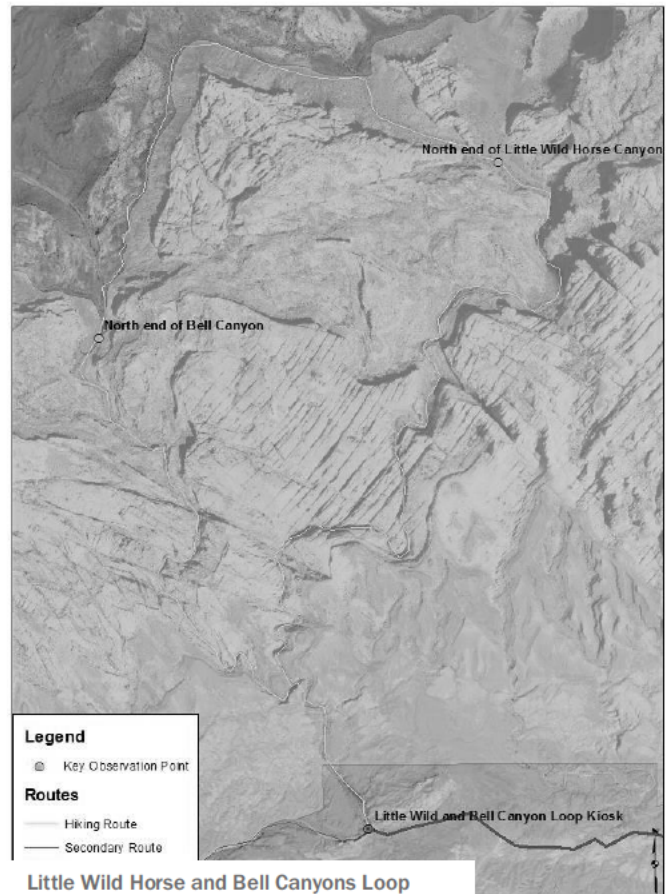 North end of Little Wild Horse Canyon
North end of Bell Canyon
Little Wild and Bell Canyon Loop Kiosk
Legend
Key Observation Point
Routes
Hiking Route
Secondary Route
Little Wild Horse and Bell Canyons Loop